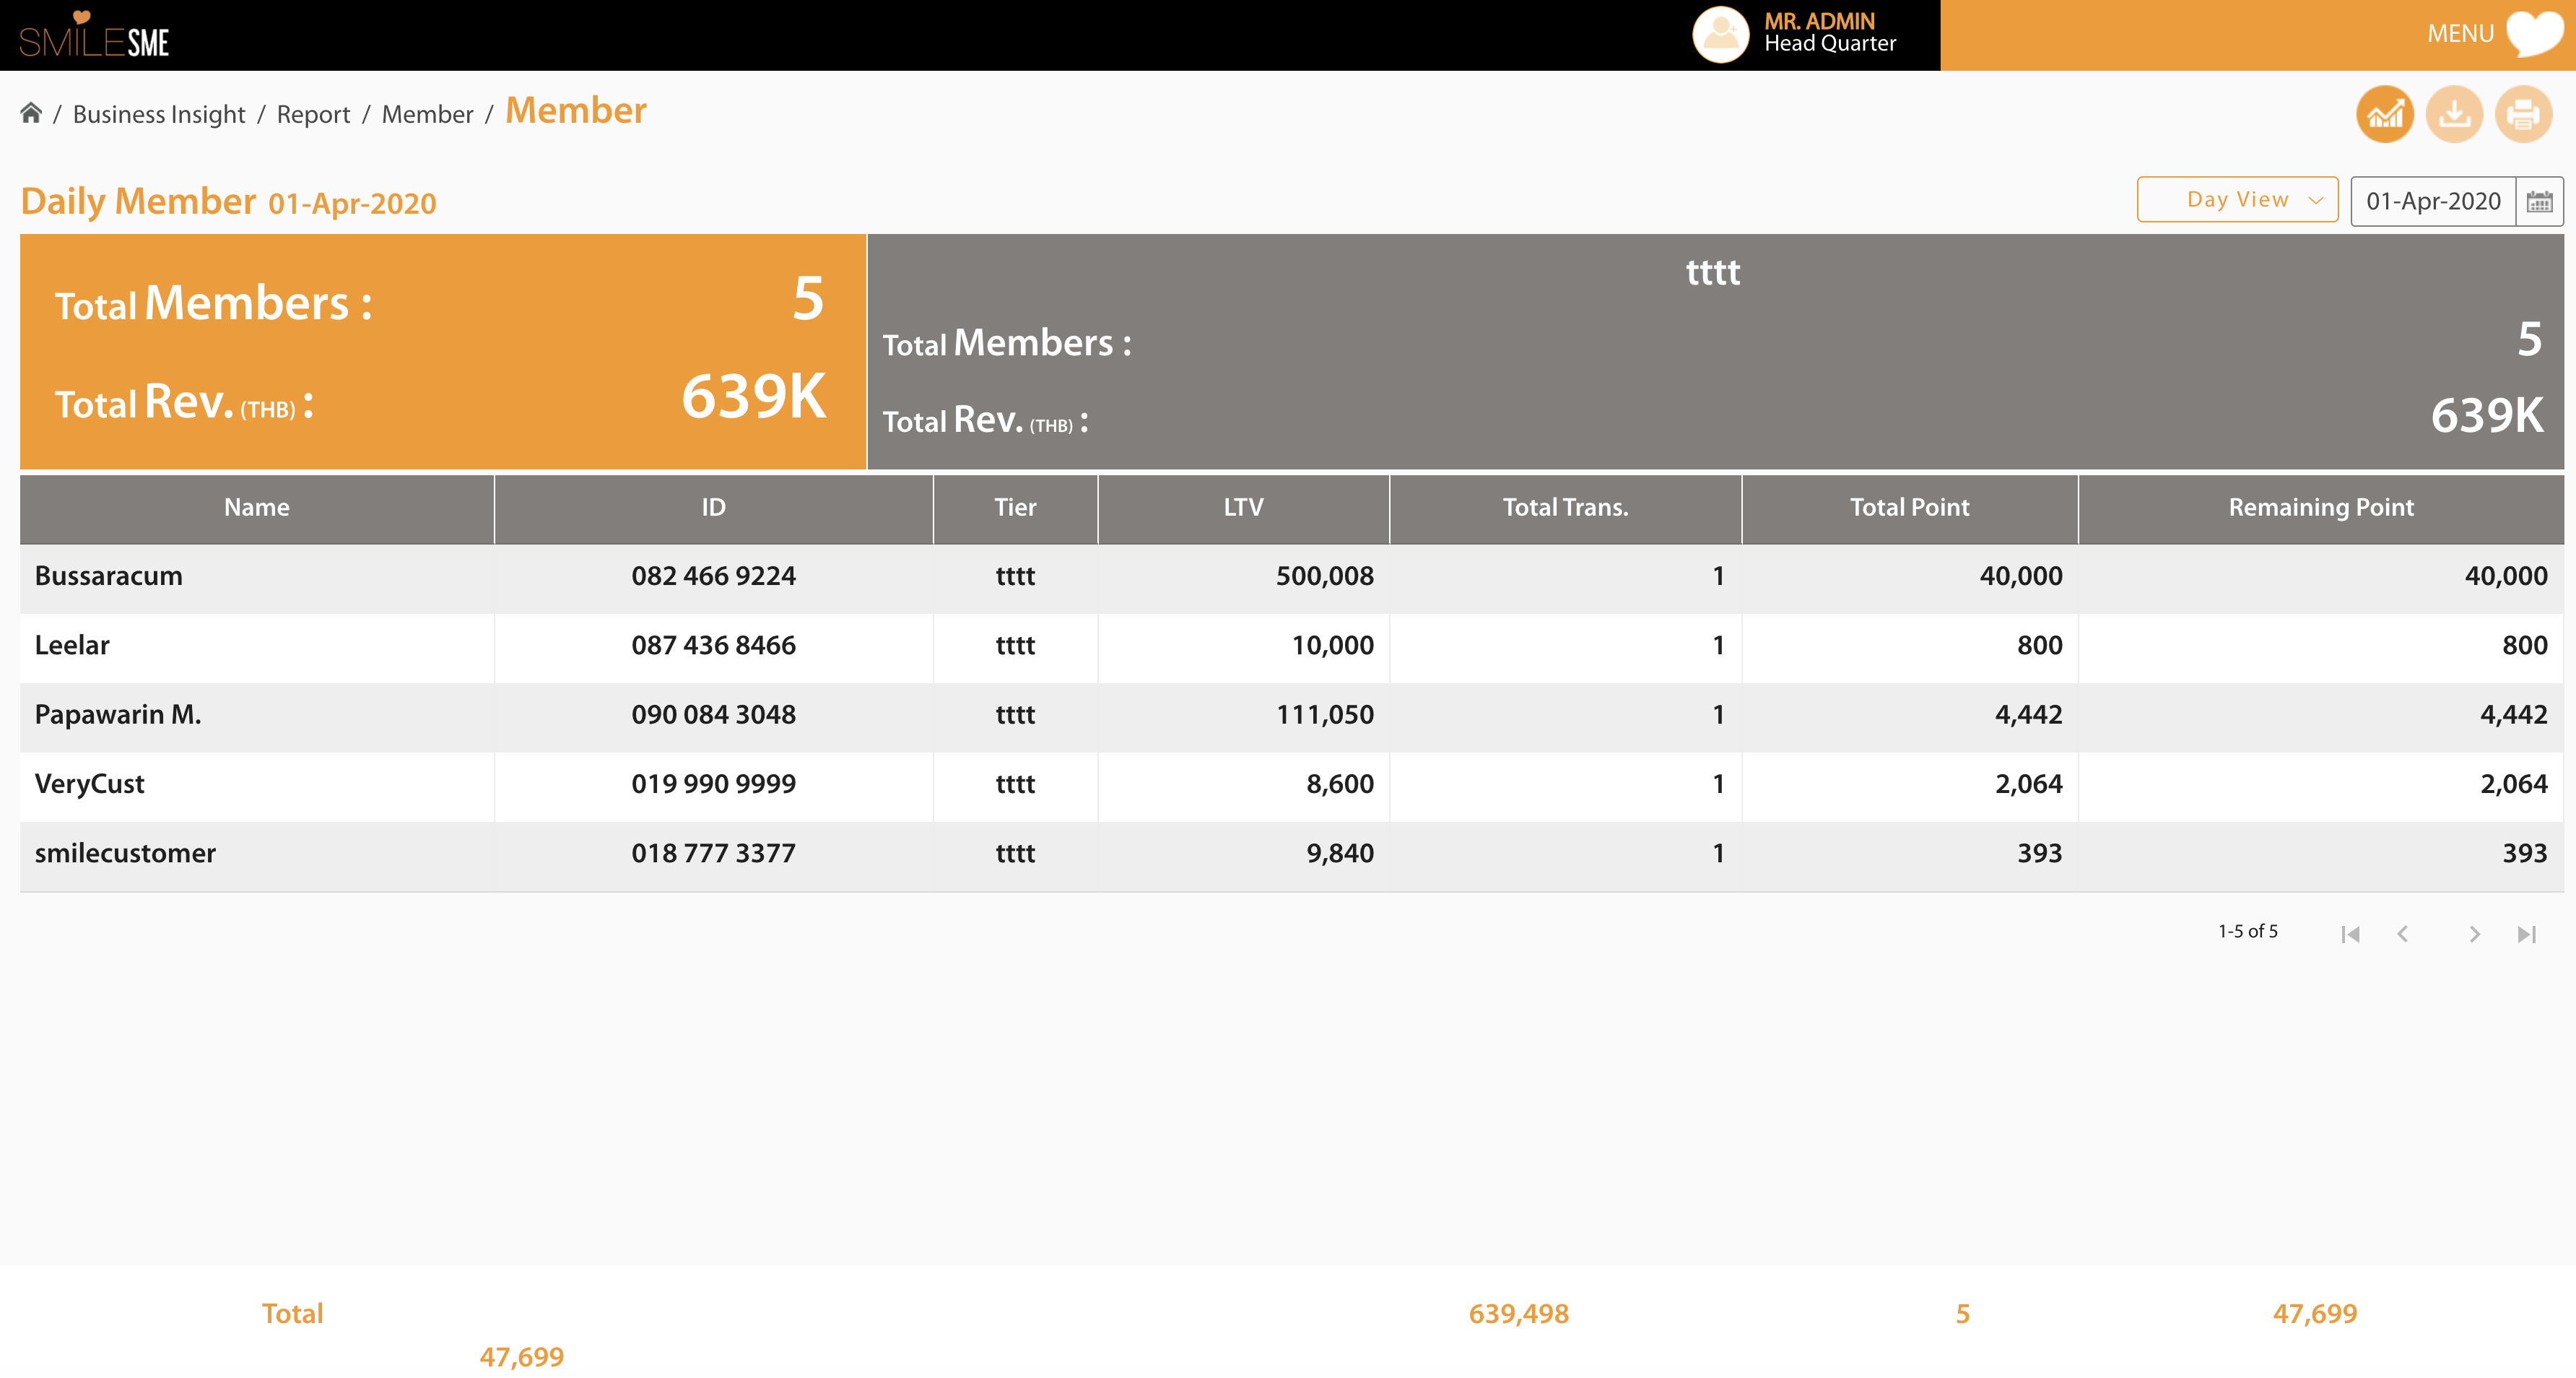 SMILESME
MR. ADMIN
Head Quarter
MENU
/ Business Insight / Report / Member / Member
Daily Member 01-Apr-2020
Day View
01-Apr-2020
Total Members : 5
Total Rev. (THB) : 639K
tttt
Total Members : 5
Total Rev. (THB) : 639K
Name ID Tier LTV Total Trans. Total Point Remaining Point
Bussaracum 082 466 9224 tttt 500,008 1 40,000 40,000
Leelar 087 436 8466 tttt 10,000 1 800 800
Papawarin M. 090 084 3048 tttt 111,050 1 4,442 4,442
VeryCust 019 990 9999 tttt 8,600 1 2,064 2,064
smilecustomer 018 777 3377 tttt 9,840 1 393 393
1-5 of 5
Total 639,498 5 47,699
47,699